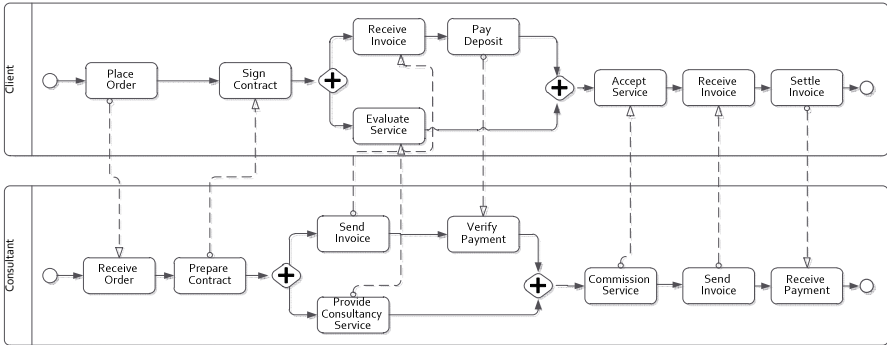 Client
Place
Order
Sign
Contract
Receive
Invoice
Pay
Deposit
Evaluate
Service
Accept
Service
Receive
Invoice
Settle
Invoice
Consultant
Receive
Order
Prepare
Contract
Send
Invoice
Verify
Payment
Provide
Consultancy
Service
Commission
Service
Send
Invoice
Receive
Payment